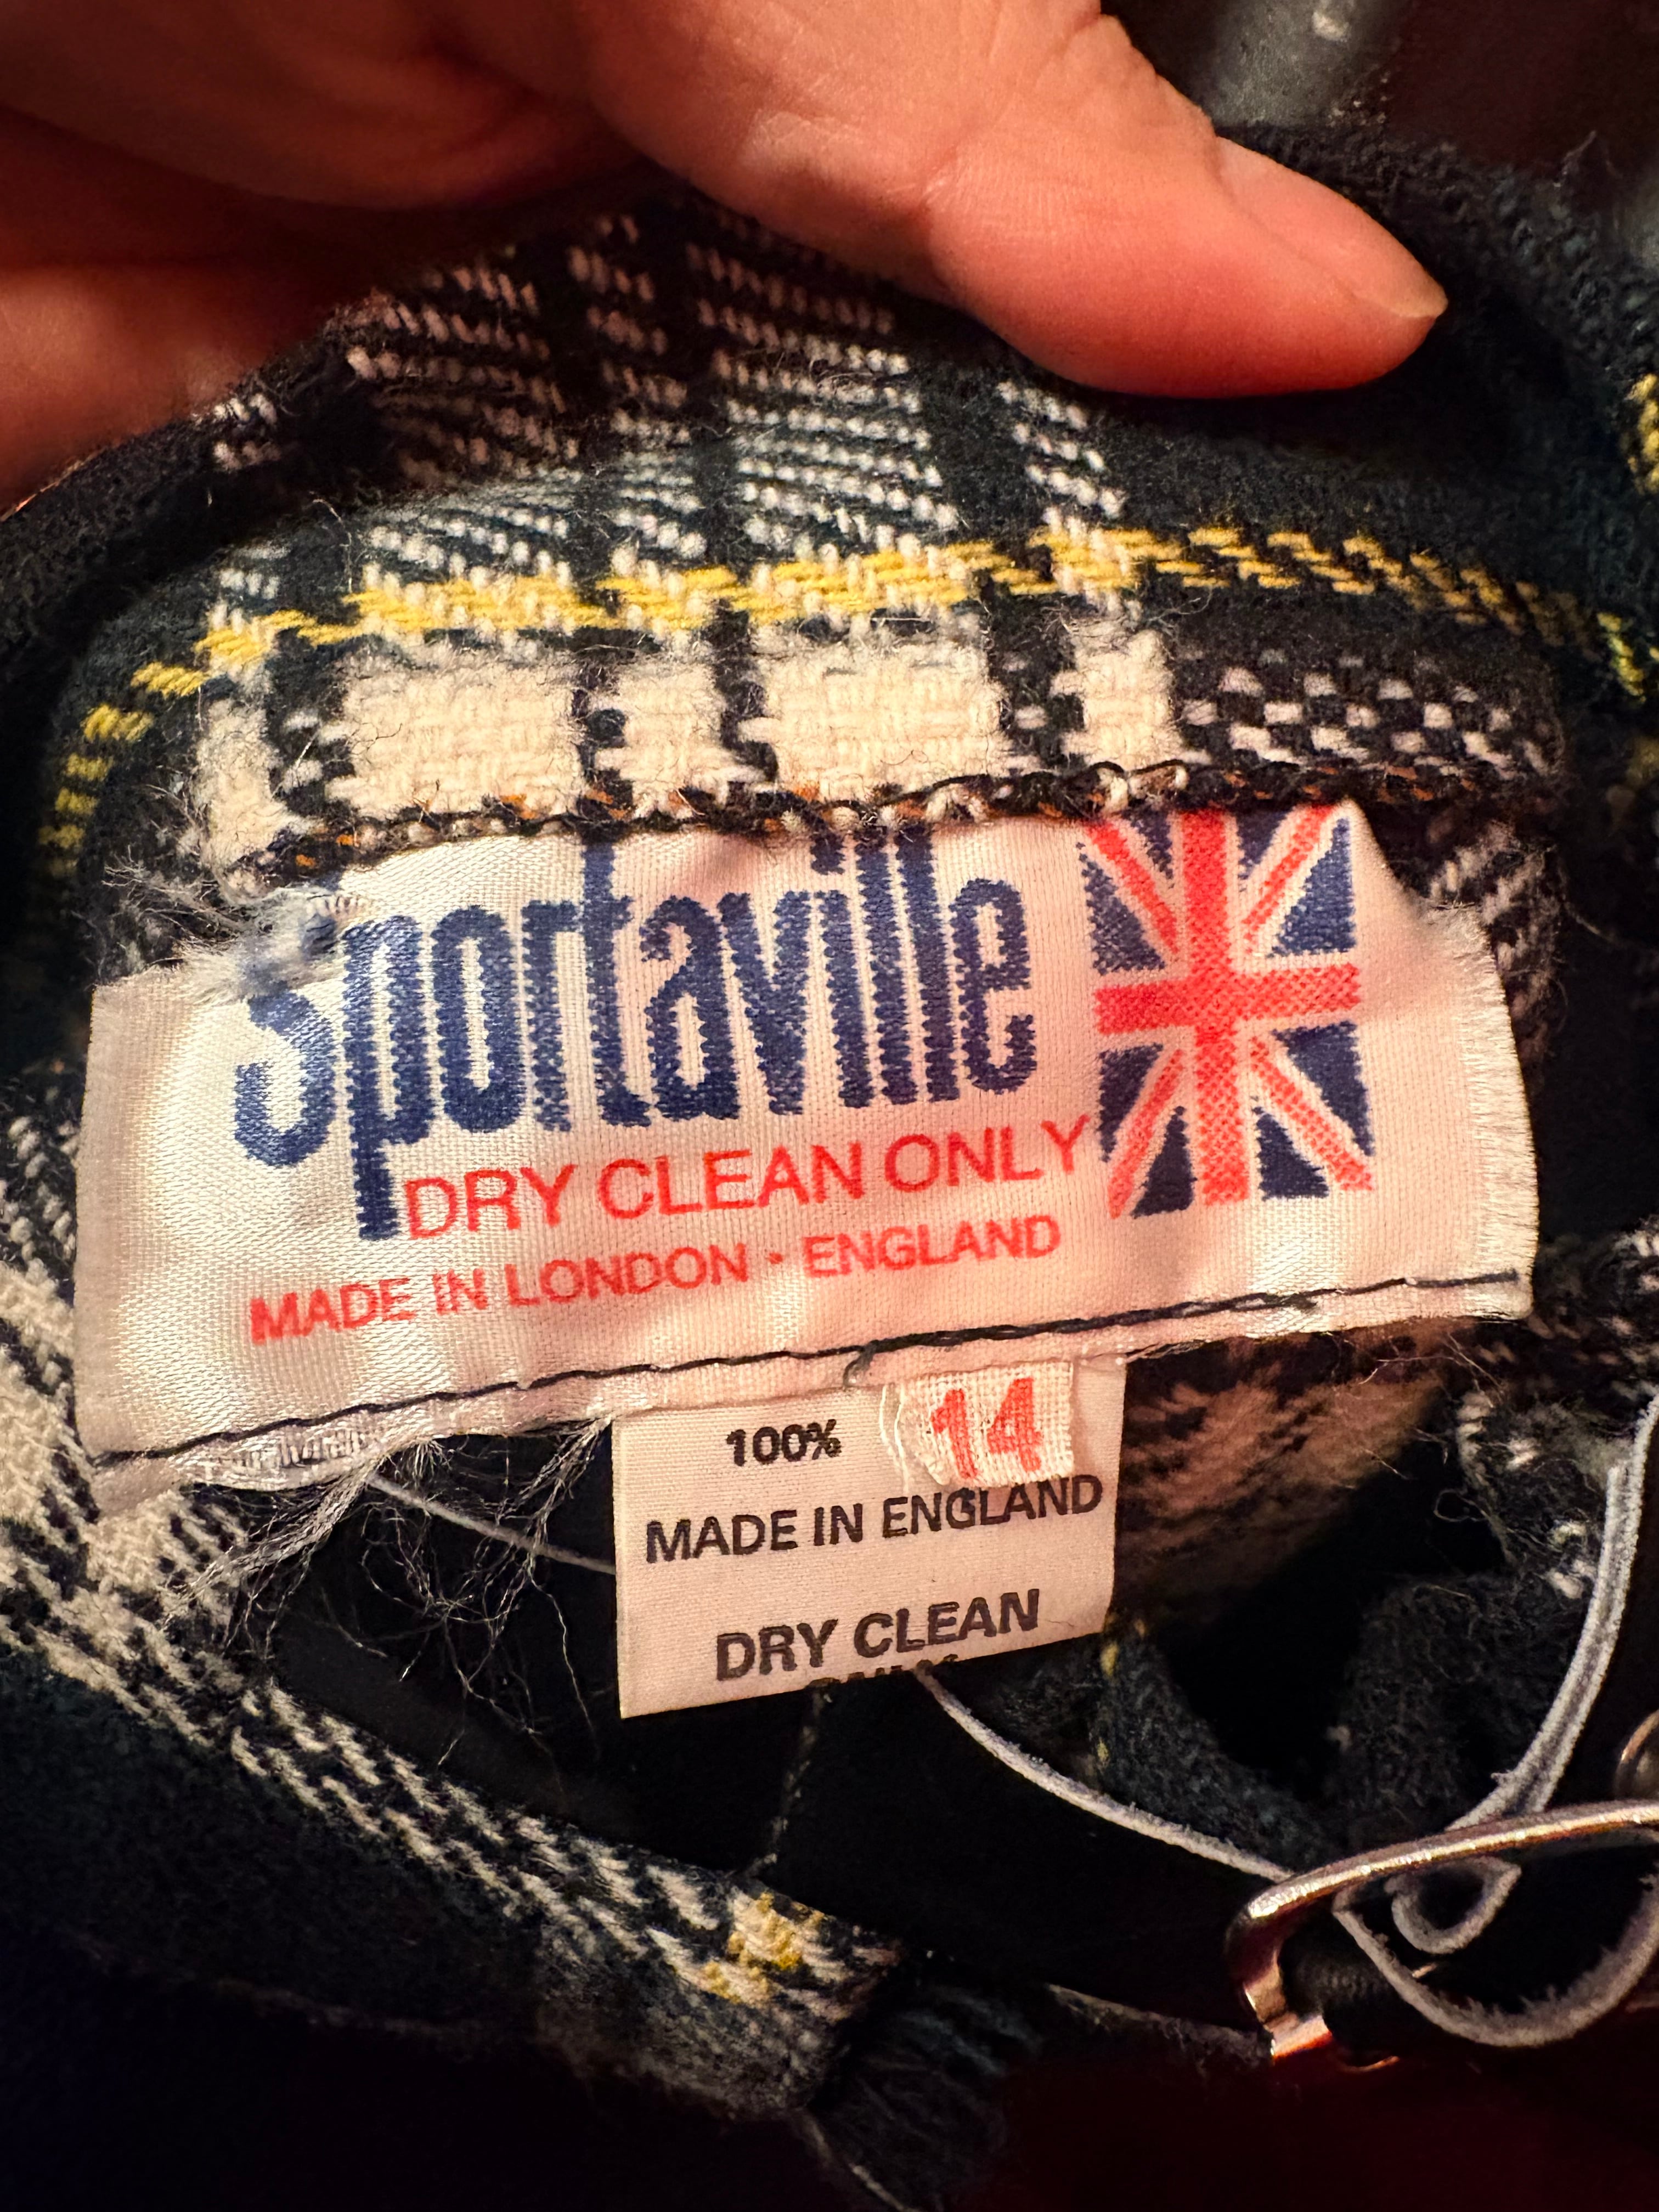 Sportaville
DRY CLEAN ONLY
MADE IN LONDON · ENGLAND
14
100%
MADE IN ENGLAND
DRY CLEAN